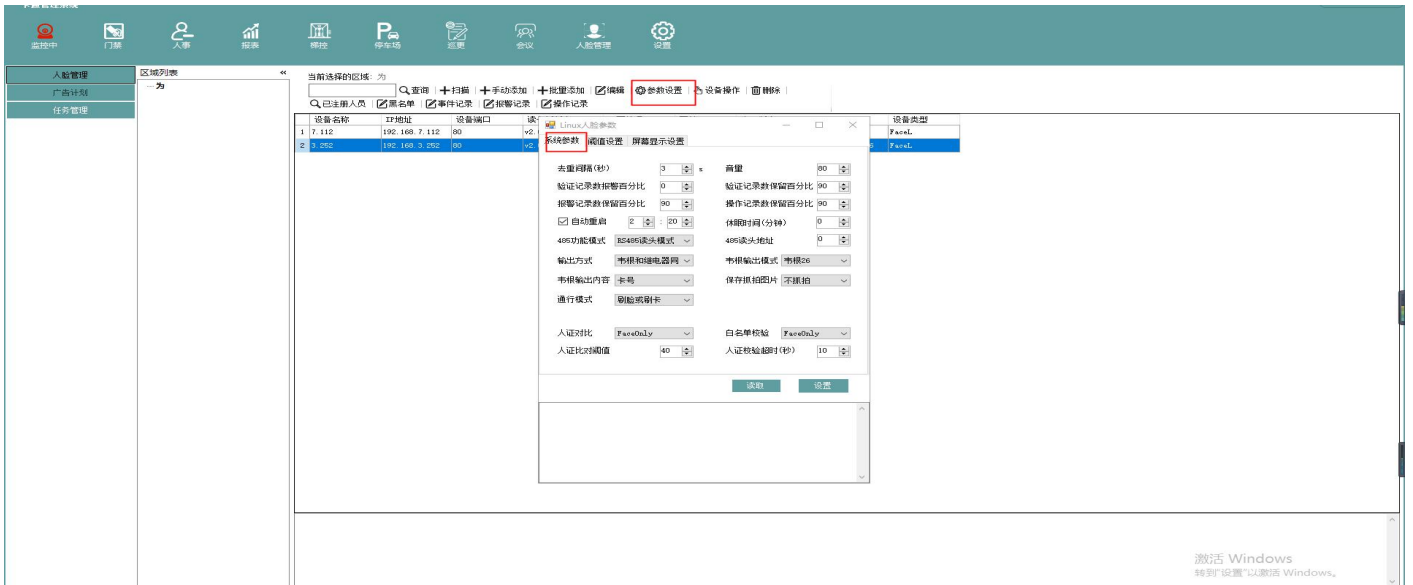 卡数管理系统
监控中 门禁 人事 报表 梯控 停车场 巡更 会议 人脸管理 设置
人脸管理
广告计划
任务管理
区域列表 «
为
当前选择的区域: 为
查询 扫描 手动添加 批量添加 编辑 参数设置 设备操作 删除
已注册人员 黑名单 事件记录 报警记录 操作记录
设备名称 IP地址 设备端口 设备类型
1 7.112 192.168.7.112 80 v2. FaceL
2 3.252 192.168.3.252 80 v2. 6 FaceL
Linux人脸参数
系统参数 阈值设置 屏幕显示设置
去重间隔(秒) 3 s 音量 80
验证记录数报警百分比 0 验证记录数保留百分比 90
报警记录数保留百分比 90 操作记录数保留百分比 90
自动重启 2 : 20 休眠时间(分钟) 0
485功能模式 RS485读头模式 485读头地址 0
输出方式 韦根和继电器同 韦根输出模式 韦根26
韦根输出内容 卡号 保存抓拍图片 不抓拍
通行模式 刷脸或刷卡
人证对比 FaceOnly 白名单校验 FaceOnly
人证比对阈值 40 人证校验超时(秒) 10
读取 设置
激活 Windows
转到"设置"以激活 Windows。